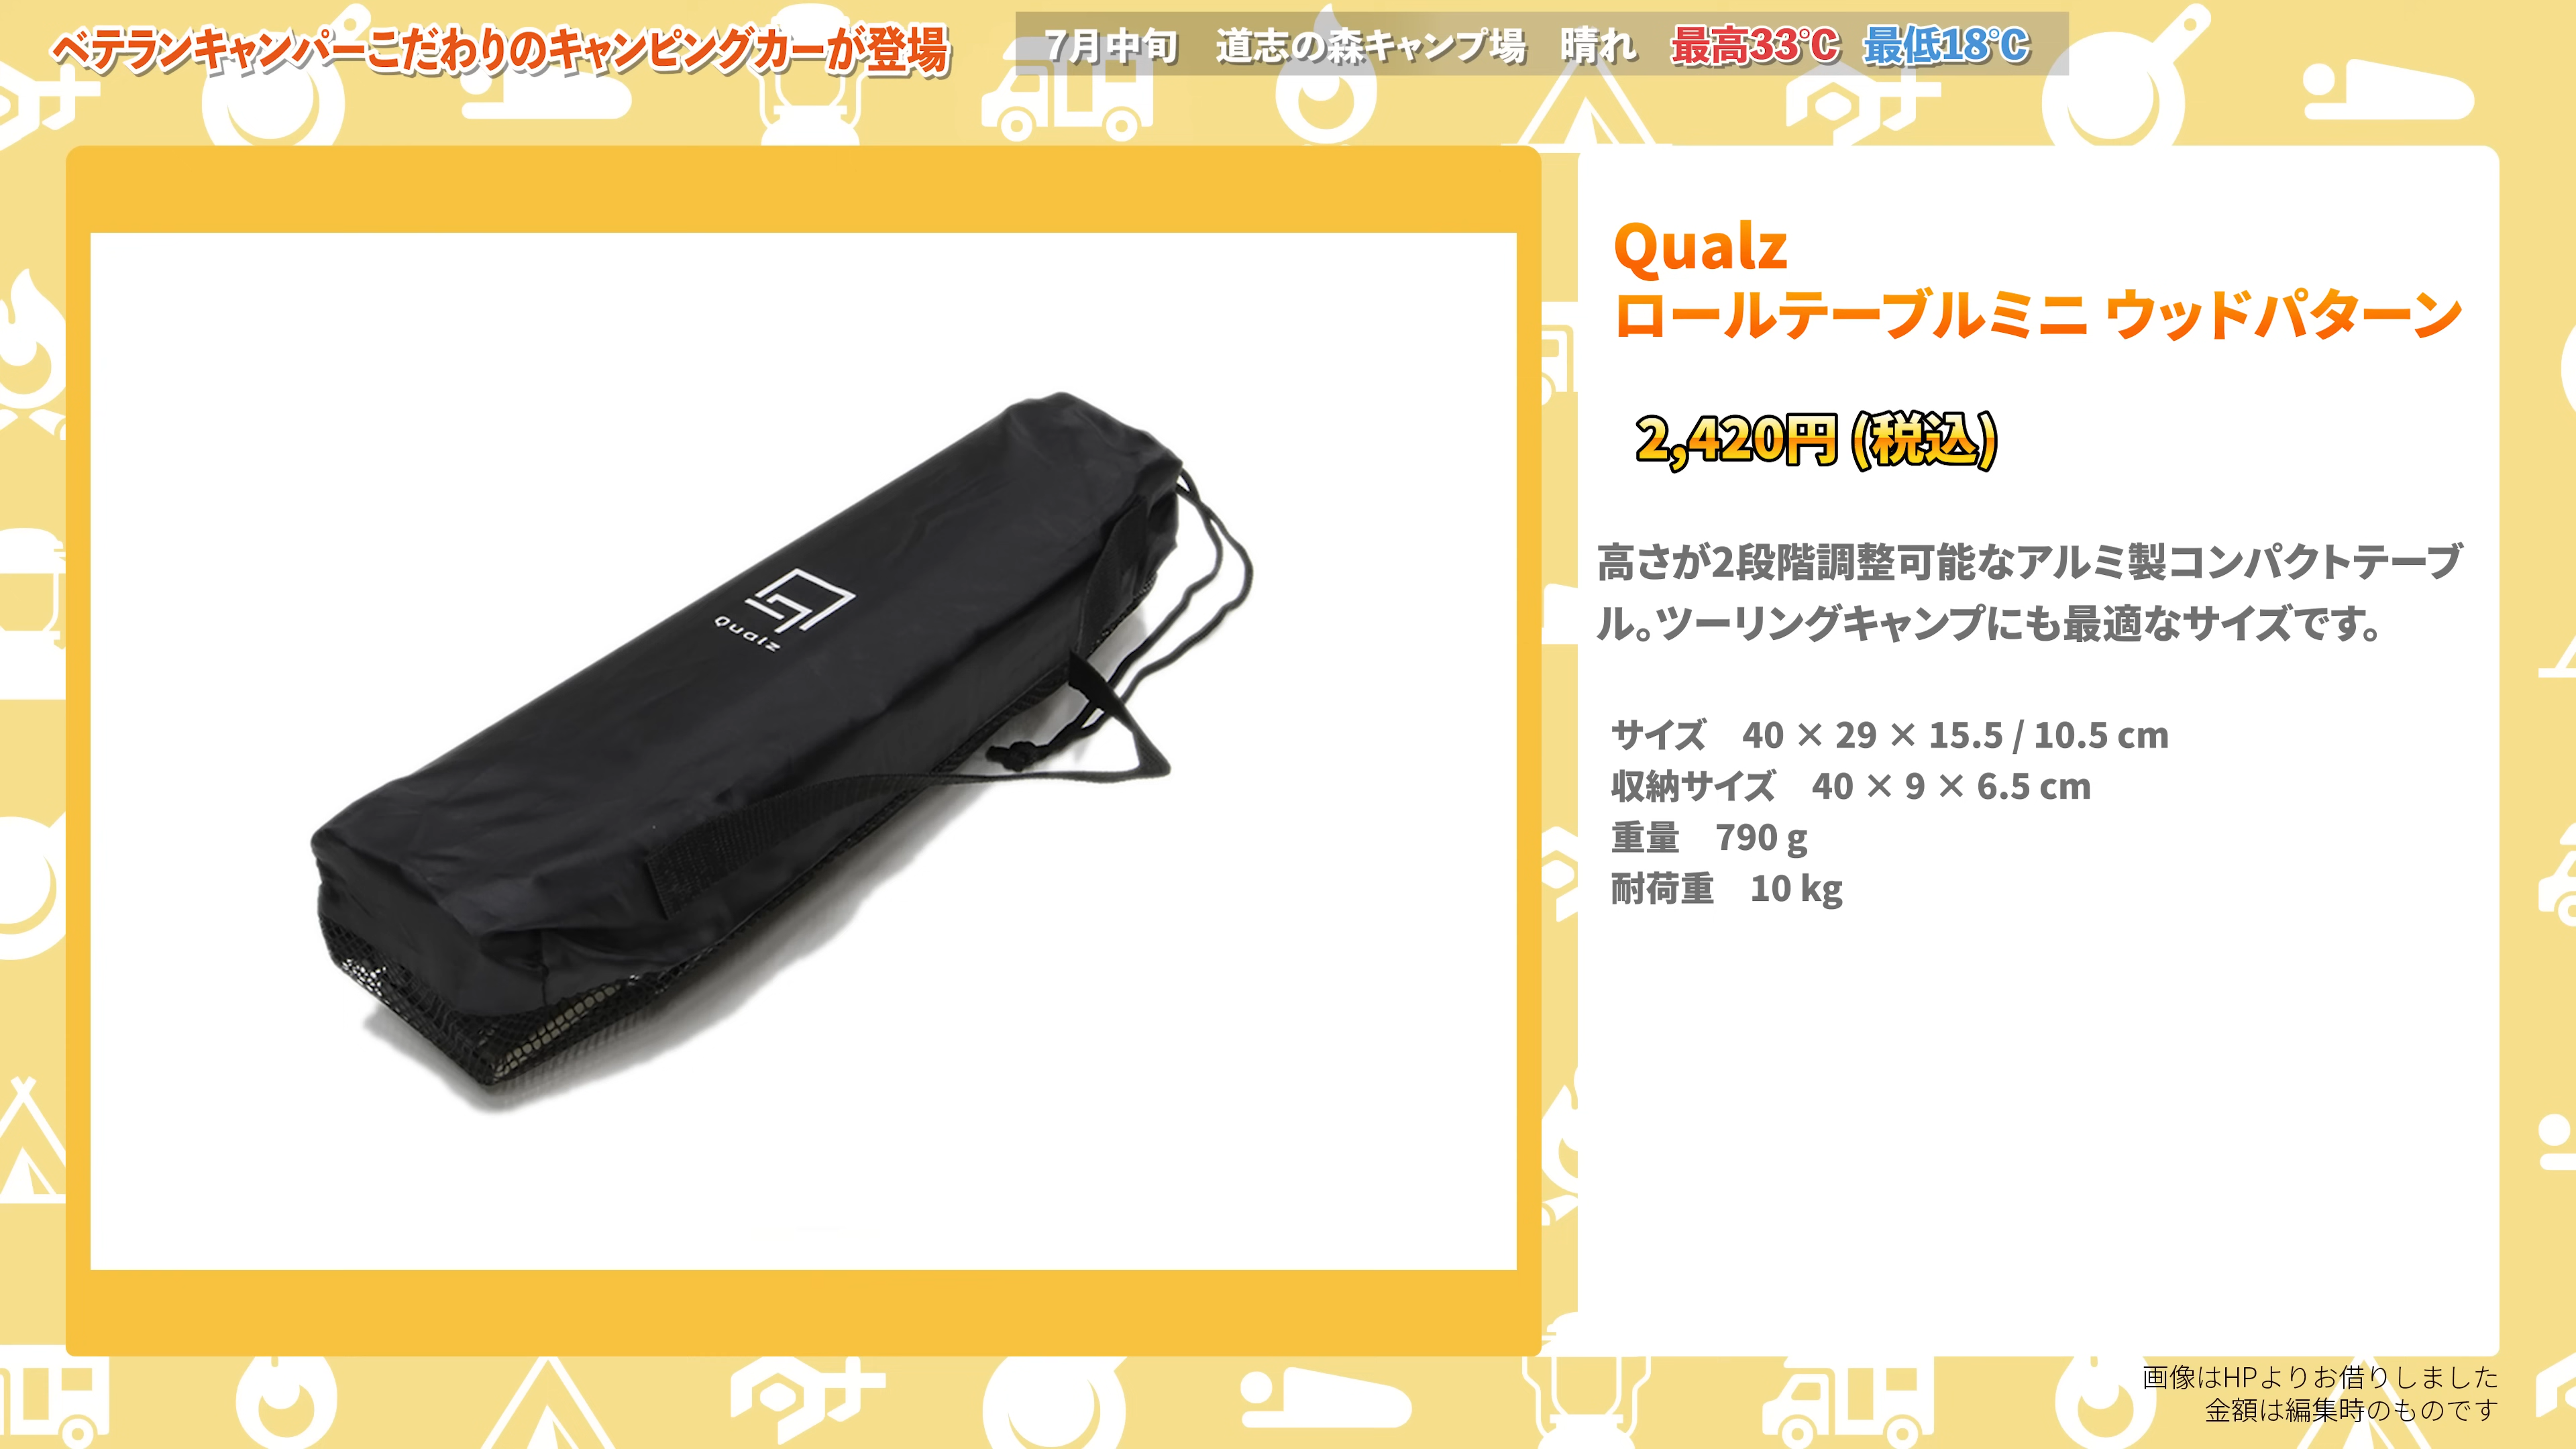 ベテランキャンパーこだわりのキャンピングカーが登場
7月中旬　道志の森キャンプ場　晴れ　最高33℃　最低18℃
Qualz
Qualz
ロールテーブルミニ ウッドパターン
2,420円 (税込)
高さが2段階調整可能なアルミ製コンパクトテーブ
ル。ツーリングキャンプにも最適なサイズです。
サイズ　40 × 29 × 15.5 / 10.5 cm
収納サイズ　40 × 9 × 6.5 cm
重量　790 g
耐荷重　10 kg
画像はHPよりお借りしました
金額は編集時のものです